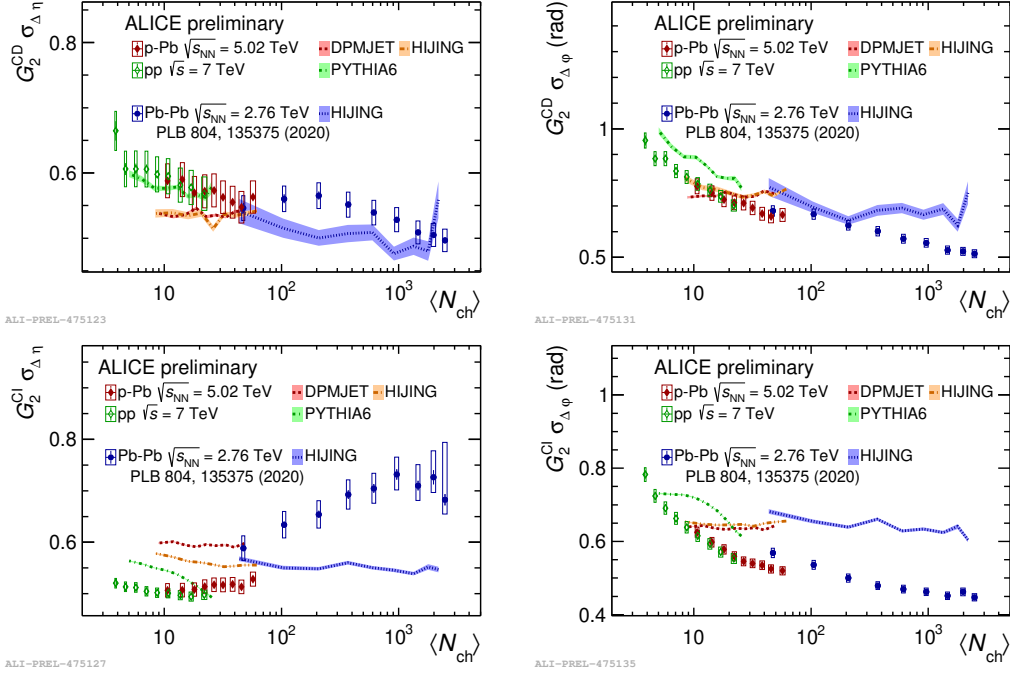 ALICE preliminary
p-Pb √sNN = 5.02 TeV
DPMJET
HIJING
pp √s = 7 TeV
PYTHIA6
Pb-Pb √sNN = 2.76 TeV
HIJING
PLB 804, 135375 (2020)
G2CD σΔη
0.8
0.6
10
10²
10³
⟨Nch⟩
ALI-PREL-475123
ALICE preliminary
p-Pb √sNN = 5.02 TeV
DPMJET
HIJING
pp √s = 7 TeV
PYTHIA6
Pb-Pb √sNN = 2.76 TeV
HIJING
PLB 804, 135375 (2020)
G2CD σΔφ (rad)
1
0.5
10
10²
10³
⟨Nch⟩
ALI-PREL-475131
ALICE preliminary
p-Pb √sNN = 5.02 TeV
DPMJET
HIJING
pp √s = 7 TeV
PYTHIA6
Pb-Pb √sNN = 2.76 TeV
HIJING
PLB 804, 135375 (2020)
G2CI σΔη
0.8
0.6
10
10²
10³
⟨Nch⟩
ALI-PREL-475127
ALICE preliminary
p-Pb √sNN = 5.02 TeV
DPMJET
HIJING
pp √s = 7 TeV
PYTHIA6
Pb-Pb √sNN = 2.76 TeV
HIJING
PLB 804, 135375 (2020)
G2CI σΔφ (rad)
1
0.8
0.6
0.4
10
10²
10³
⟨Nch⟩
ALI-PREL-475135